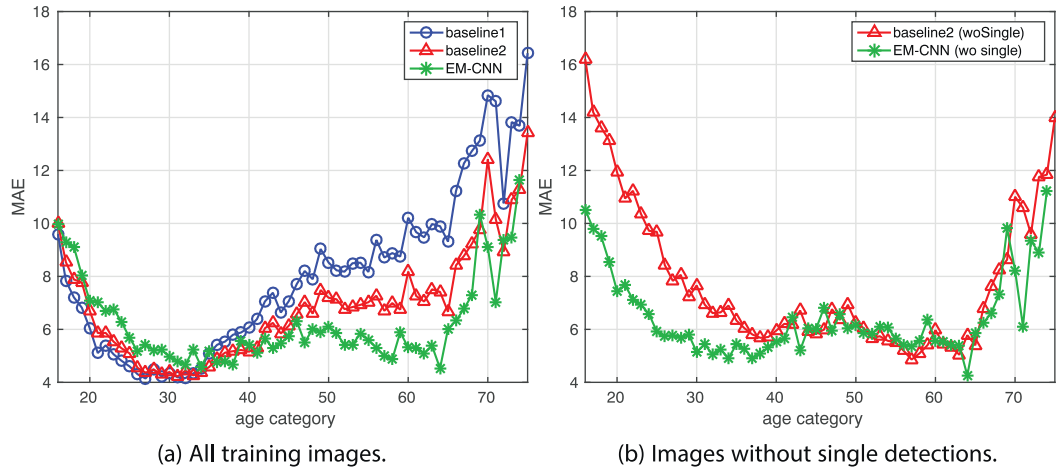 18
16
14
12
10
8
6
4
MAE
20 30 40 50 60 70
age category
baseline1
baseline2
EM-CNN
(a) All training images.
18
16
14
12
10
8
6
4
MAE
20 30 40 50 60 70
age category
baseline2 (woSingle)
EM-CNN (wo single)
(b) Images without single detections.